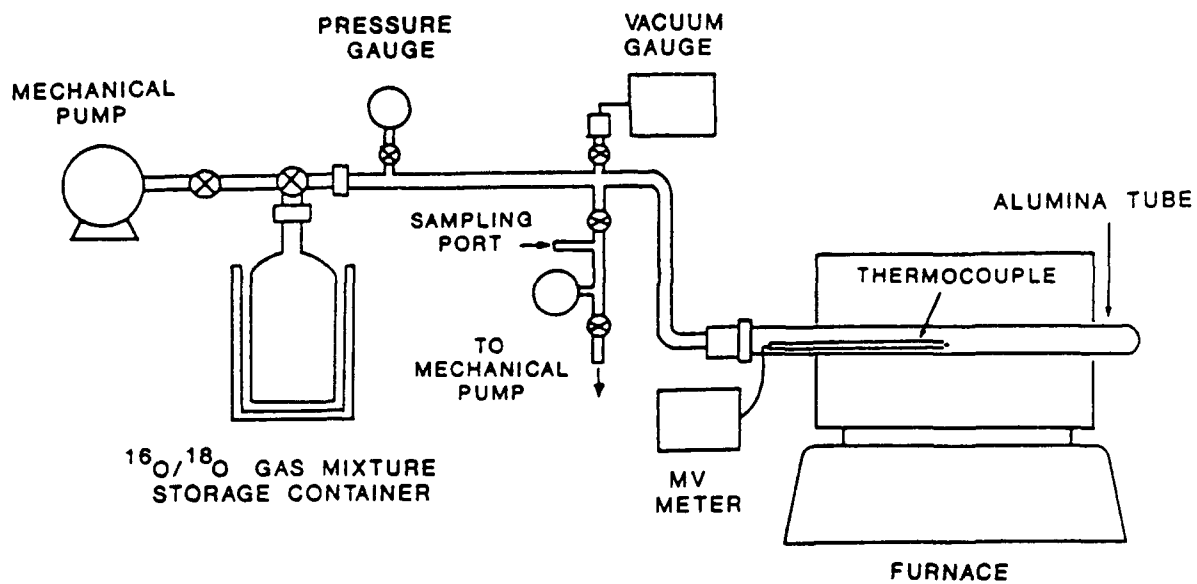 PRESSURE
GAUGE
VACUUM
GAUGE
MECHANICAL
PUMP
SAMPLING
PORT
ALUMINA TUBE
THERMOCOUPLE
TO
MECHANICAL
PUMP
16O/18O GAS MIXTURE
STORAGE CONTAINER
MV
METER
FURNACE